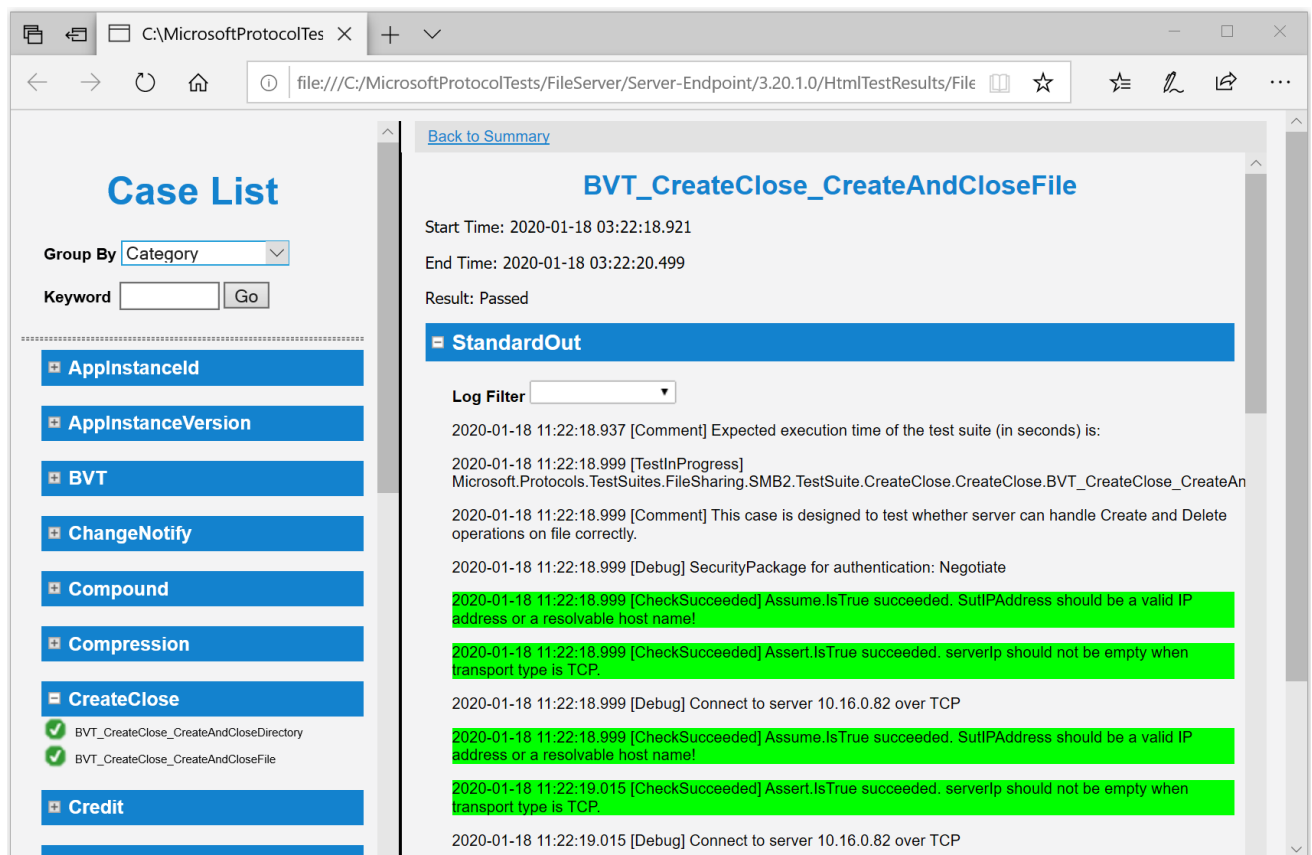 C:\MicrosoftProtocolTes
file:///C:/MicrosoftProtocolTests/FileServer/Server-Endpoint/3.20.1.0/HtmlTestResults/File
Case List
Group By Category
Keyword Go
AppInstanceId
AppInstanceVersion
BVT
ChangeNotify
Compound
Compression
CreateClose
BVT_CreateClose_CreateAndCloseDirectory
BVT_CreateClose_CreateAndCloseFile
Credit
Back to Summary
BVT_CreateClose_CreateAndCloseFile
Start Time: 2020-01-18 03:22:18.921
End Time: 2020-01-18 03:22:20.499
Result: Passed
StandardOut
Log Filter
2020-01-18 11:22:18.937 [Comment] Expected execution time of the test suite (in seconds) is:
2020-01-18 11:22:18.999 [TestInProgress]
Microsoft.Protocols.TestSuites.FileSharing.SMB2.TestSuite.CreateClose.CreateClose.BVT_CreateClose_CreateAn
2020-01-18 11:22:18.999 [Comment] This case is designed to test whether server can handle Create and Delete
operations on file correctly.
2020-01-18 11:22:18.999 [Debug] SecurityPackage for authentication: Negotiate
2020-01-18 11:22:18.999 [CheckSucceeded] Assume.IsTrue succeeded. SutIPAddress should be a valid IP
address or a resolvable host name!
2020-01-18 11:22:18.999 [CheckSucceeded] Assert.IsTrue succeeded. serverIp should not be empty when
transport type is TCP.
2020-01-18 11:22:18.999 [Debug] Connect to server 10.16.0.82 over TCP
2020-01-18 11:22:18.999 [CheckSucceeded] Assume.IsTrue succeeded. SutIPAddress should be a valid IP
address or a resolvable host name!
2020-01-18 11:22:19.015 [CheckSucceeded] Assert.IsTrue succeeded. serverIp should not be empty when
transport type is TCP.
2020-01-18 11:22:19.015 [Debug] Connect to server 10.16.0.82 over TCP